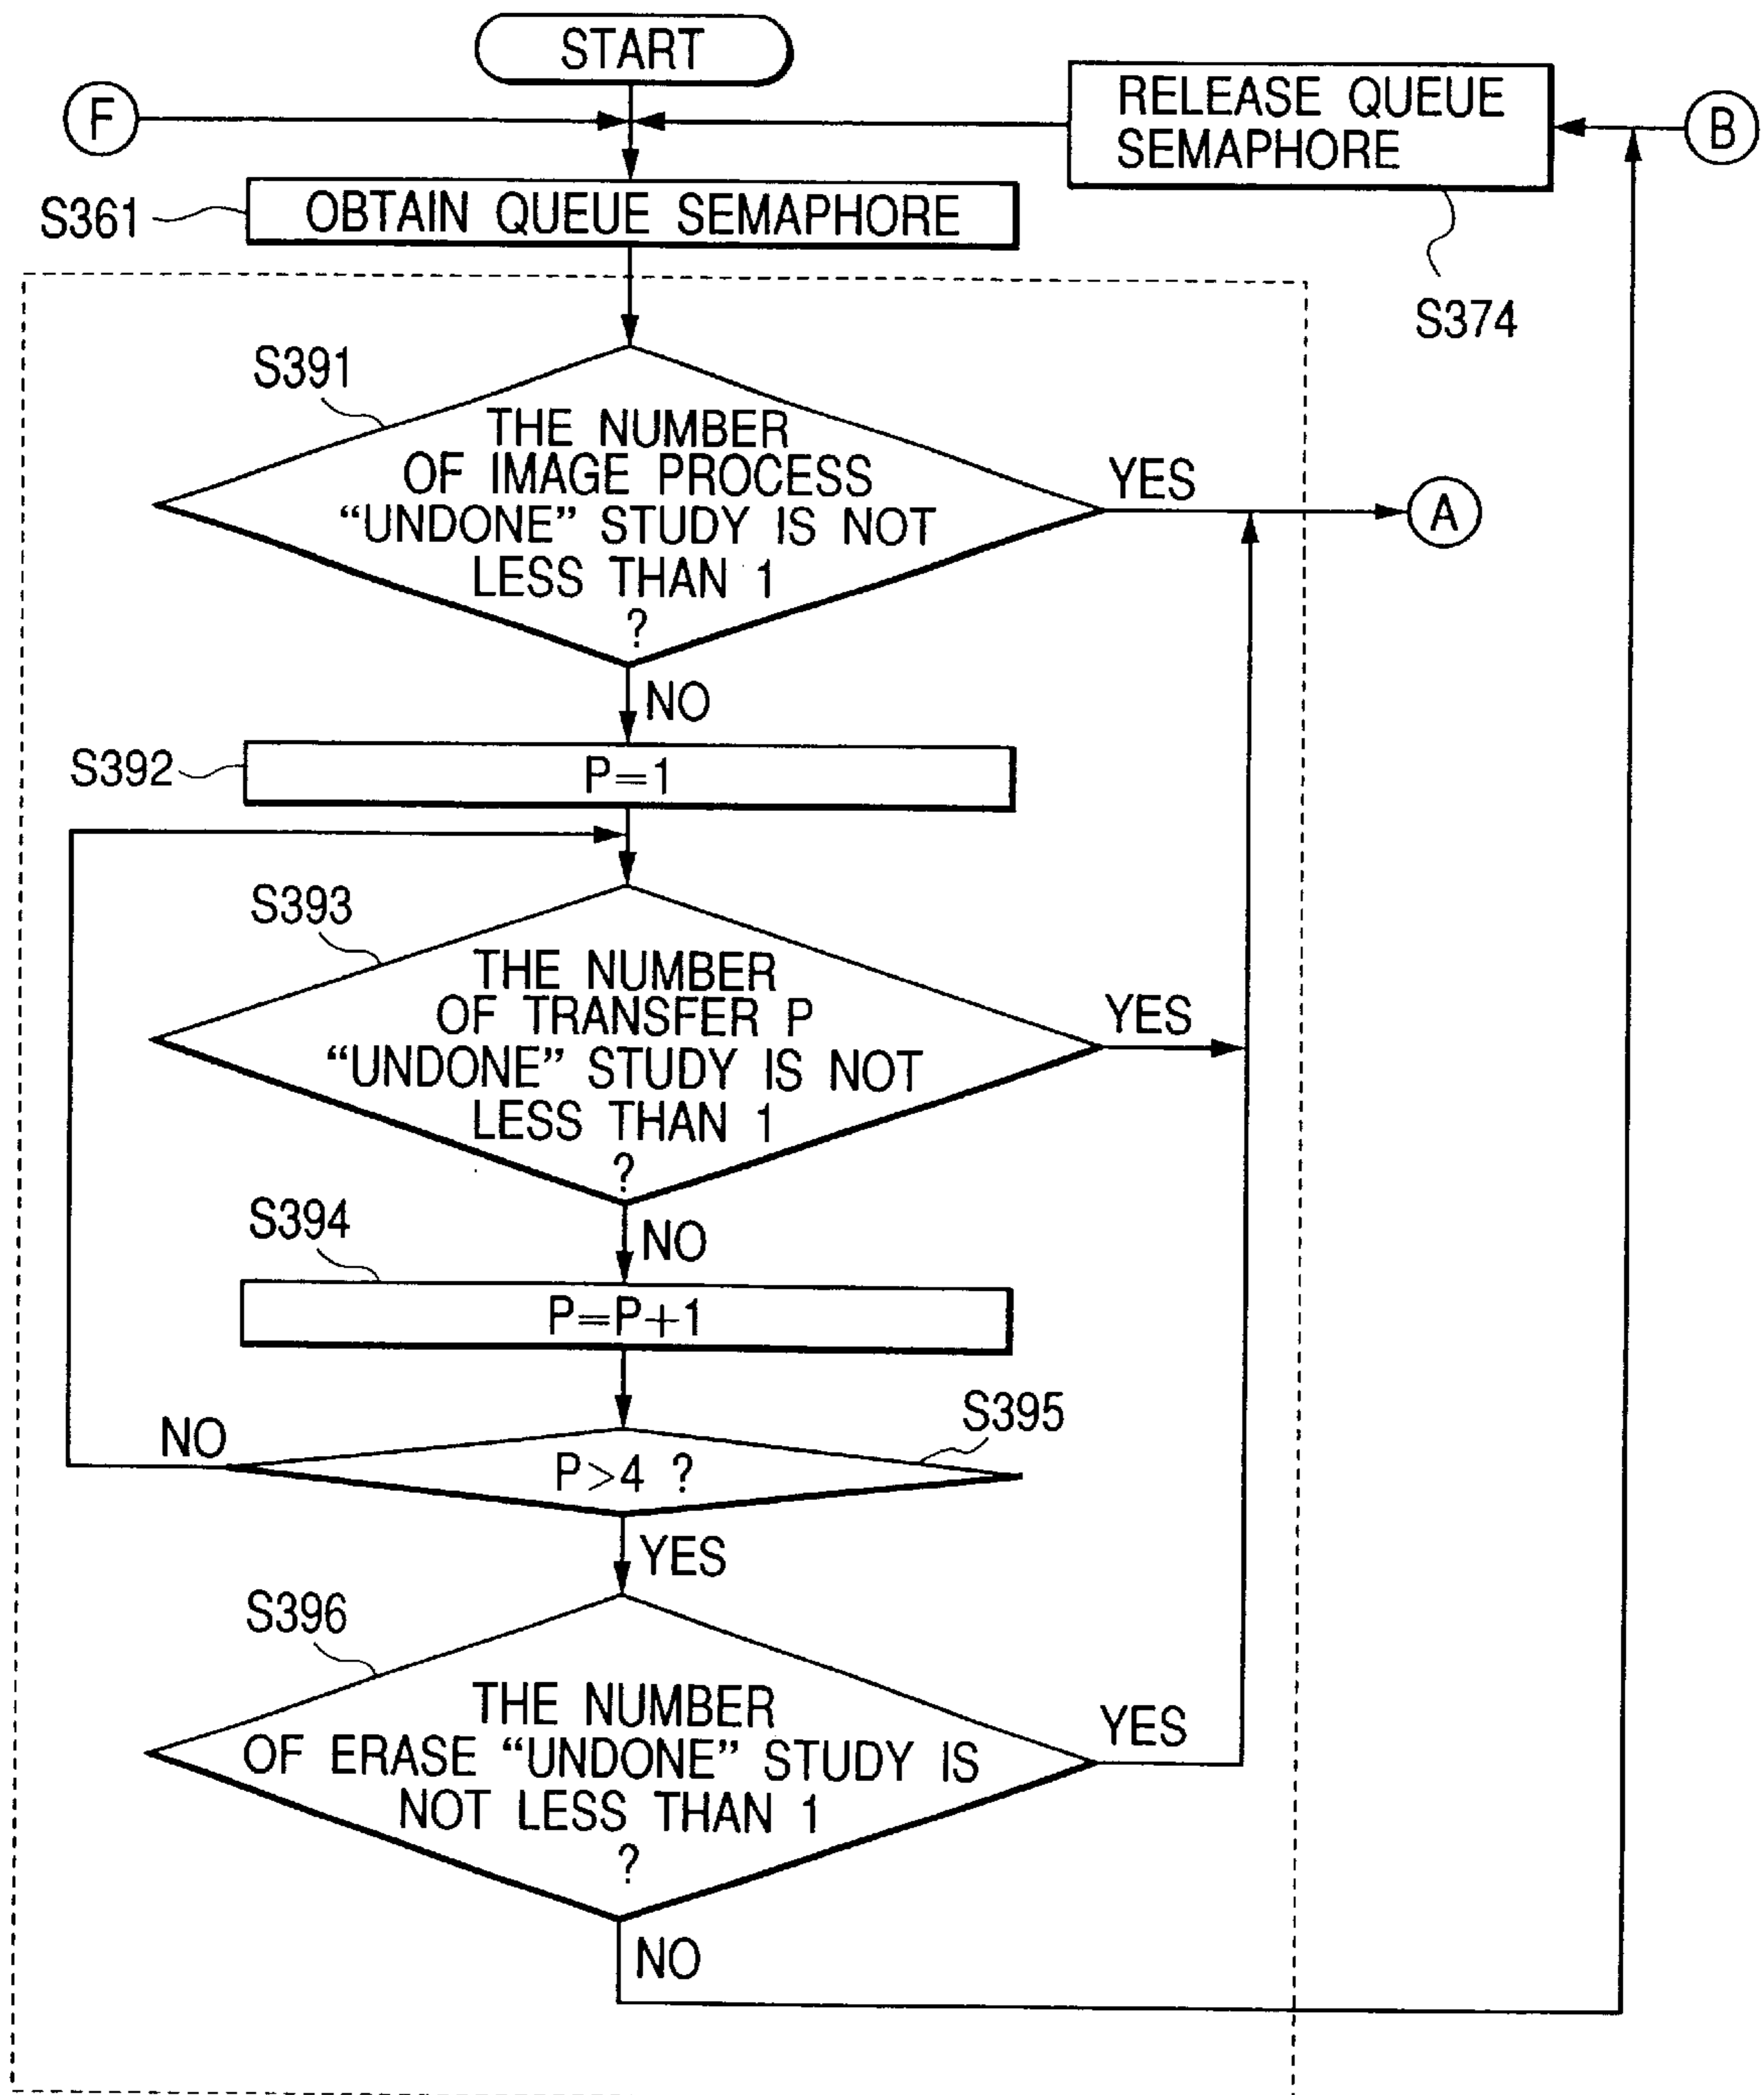 START
F
RELEASE QUEUE
SEMAPHORE
B
S361
OBTAIN QUEUE SEMAPHORE
S374
S391
THE NUMBER
OF IMAGE PROCESS
“UNDONE” STUDY IS NOT
LESS THAN 1
?
YES
A
NO
S392
P=1
S393
THE NUMBER
OF TRANSFER P
“UNDONE” STUDY IS NOT
LESS THAN 1
?
YES
NO
S394
P=P+1
S395
NO
P>4 ?
YES
S396
THE NUMBER
OF ERASE “UNDONE” STUDY IS
NOT LESS THAN 1
?
YES
NO